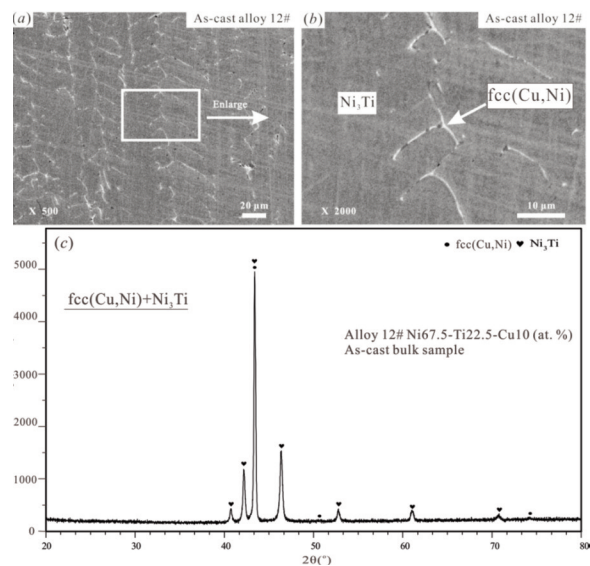 (a)
As-cast alloy 12#
Enlarge
X 500
20 μm
(b)
As-cast alloy 12#
Ni3Ti
fcc(Cu,Ni)
X 2000
10 μm
(c)
• fcc(Cu,Ni) ♥ Ni3Ti
fcc(Cu,Ni)+Ni3Ti
Alloy 12# Ni67.5-Ti22.5-Cu10 (at. %)
As-cast bulk sample
5000
4000
3000
2000
1000
0
20 30 40 50 60 70 80
2θ(°)